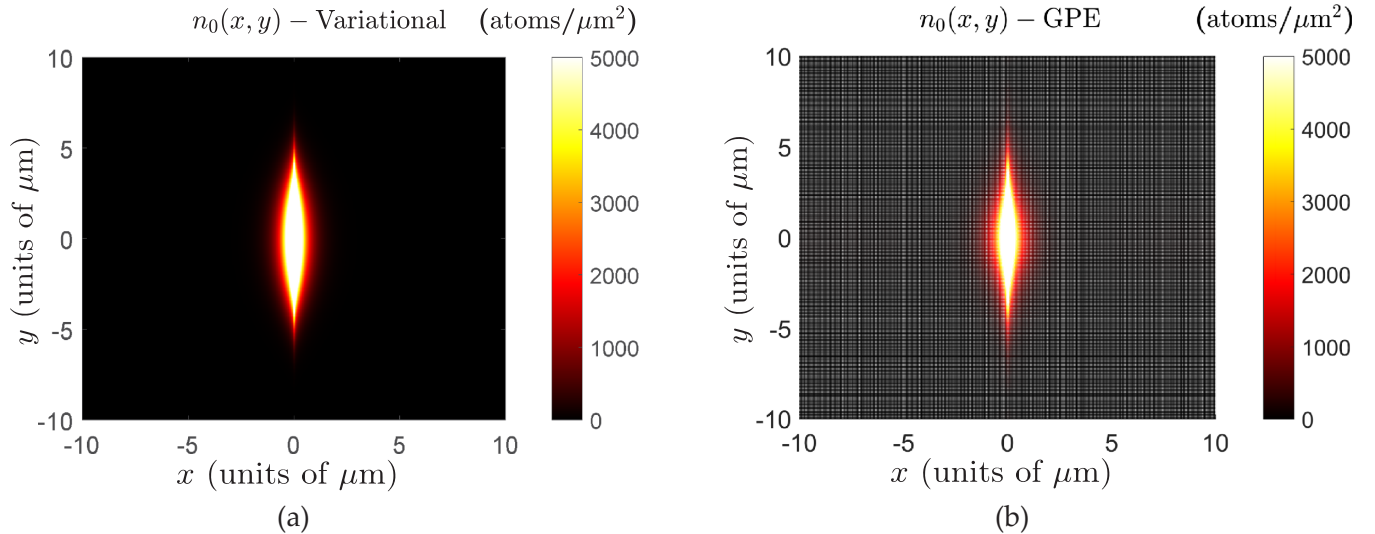 n₀(x, y) − Variational (atoms/μm²)
10
5
0
-5
-10
y (units of μm)
-10 -5 0 5 10
x (units of μm)
5000
4000
3000
2000
1000
0
(a)
n₀(x, y) − GPE (atoms/μm²)
10
5
0
-5
-10
y (units of μm)
-10 -5 0 5 10
x (units of μm)
5000
4000
3000
2000
1000
0
(b)